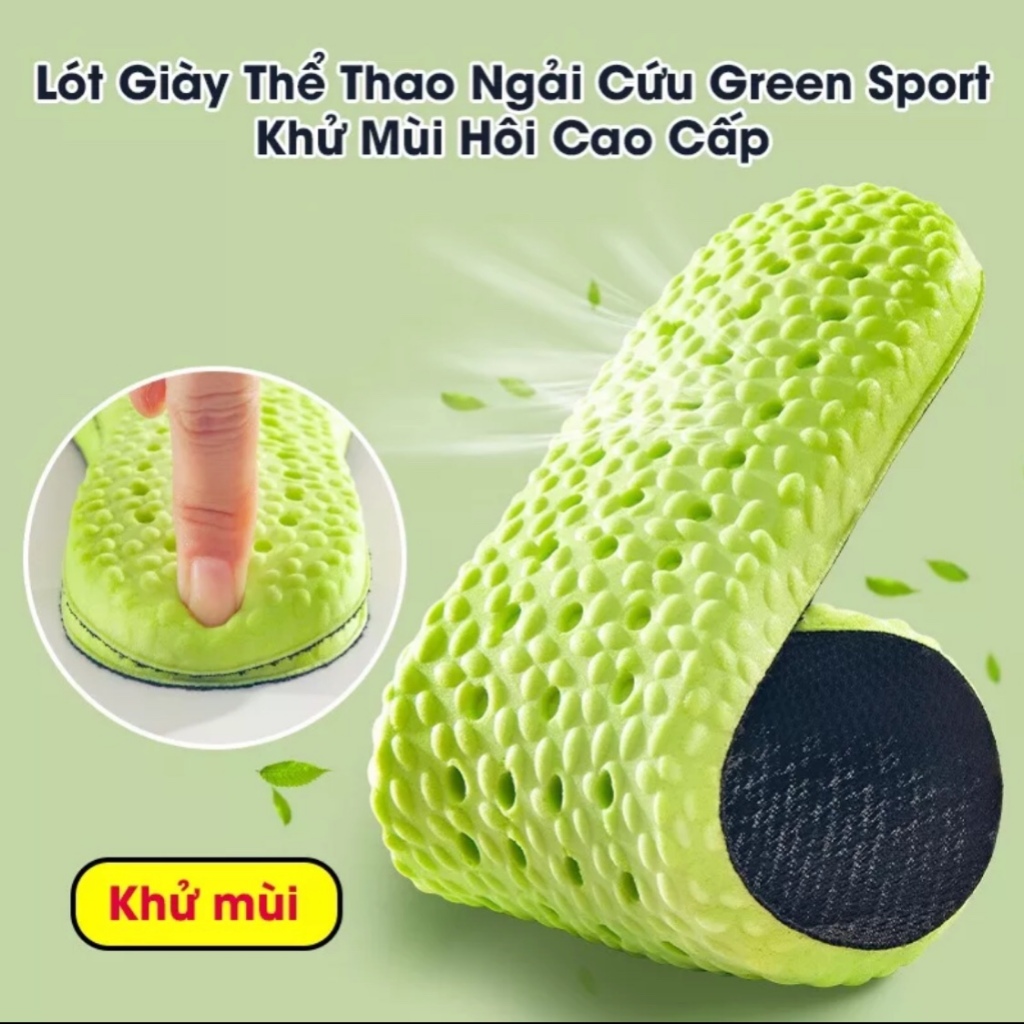 Lót Giày Thể Thao Ngải Cứu Green Sport
Khử Mùi Hôi Cao Cấp
Khử mùi